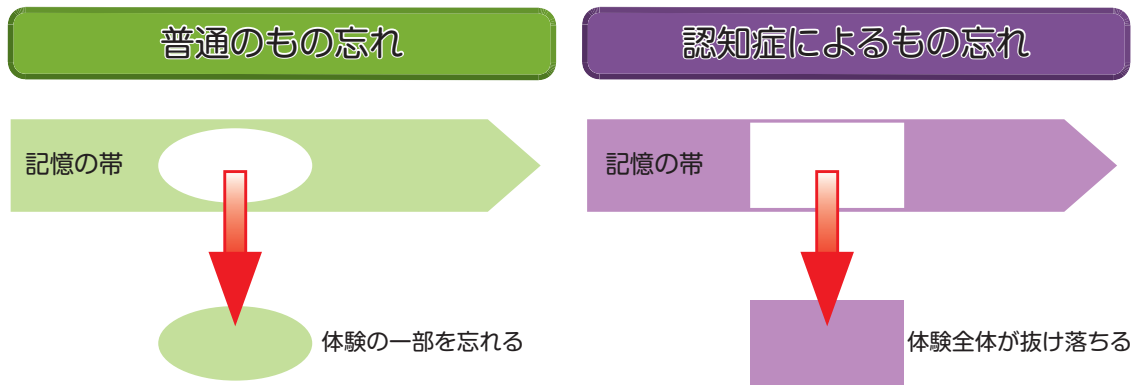 普通のもの忘れ
認知症によるもの忘れ
記憶の帯
記憶の帯
体験の一部を忘れる
体験全体が抜け落ちる